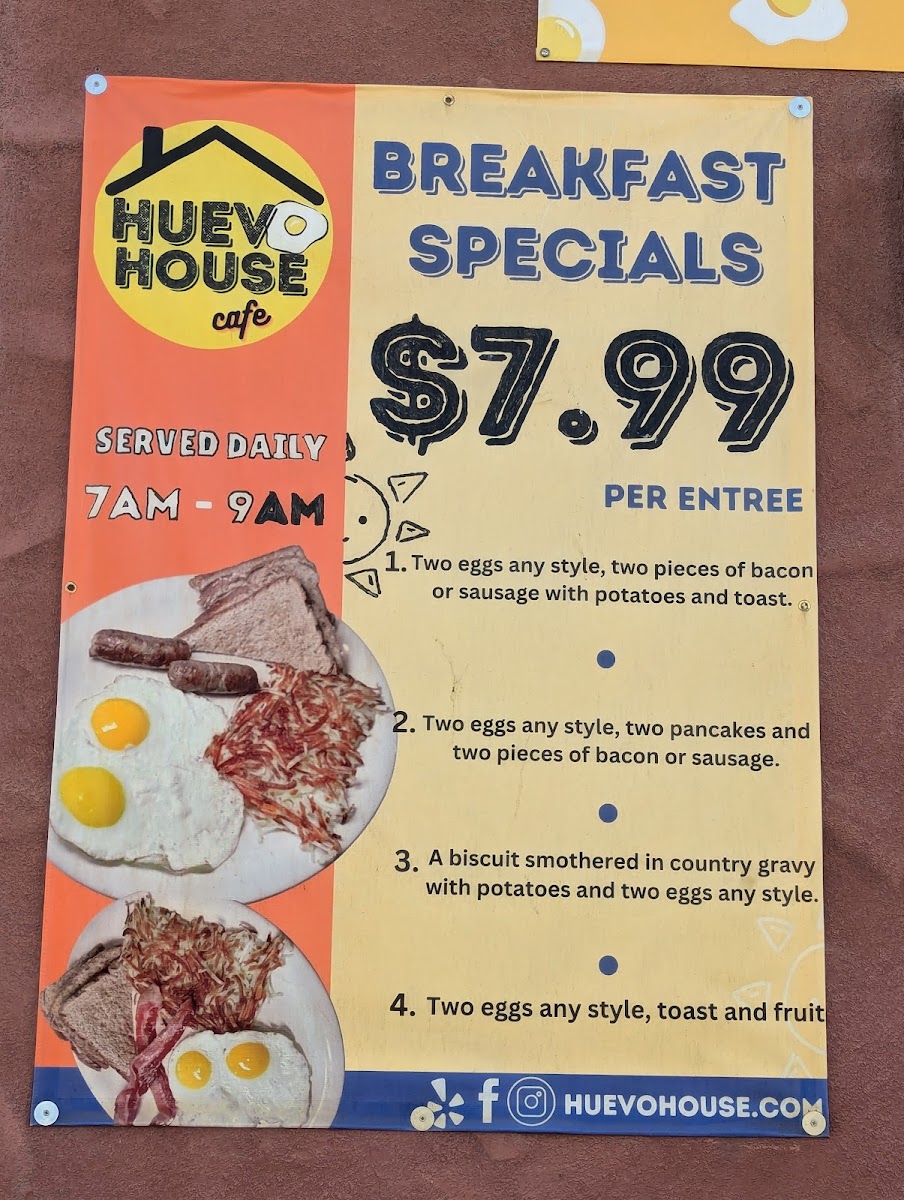 HUEVO
HOUSE
cafe
SERVED DAILY
7AM - 9AM
BREAKFAST
SPECIALS
$7.99
PER ENTREE
1. Two eggs any style, two pieces of bacon
or sausage with potatoes and toast.
2. Two eggs any style, two pancakes and
two pieces of bacon or sausage.
3. A biscuit smothered in country gravy
with potatoes and two eggs any style.
4. Two eggs any style, toast and fruit
HUEVOHOUSE.COM